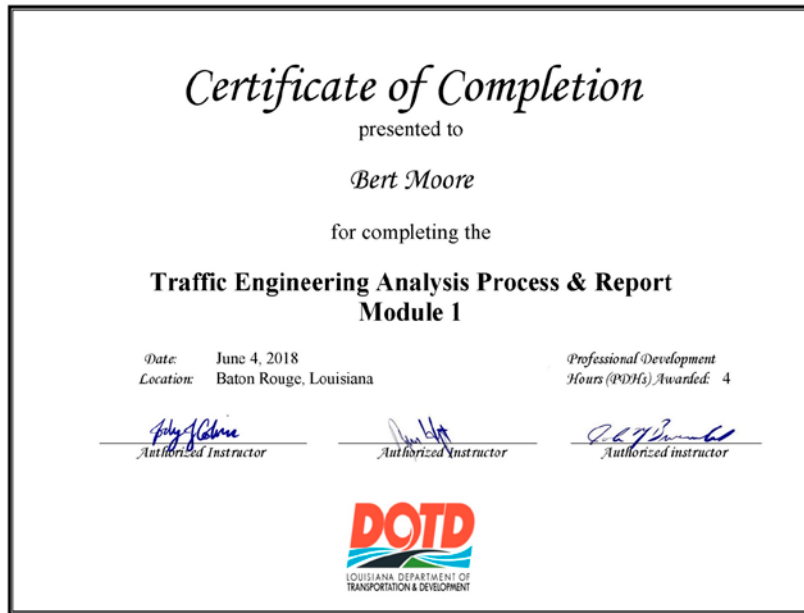 Certificate of Completion
presented to
Bert Moore
for completing the
Traffic Engineering Analysis Process & Report
Module 1
Date: June 4, 2018
Location: Baton Rouge, Louisiana
Professional Development
Hours (PDHs) Awarded: 4
Authorized Instructor
Authorized Instructor
Authorized instructor
DOTD
LOUISIANA DEPARTMENT OF
TRANSPORTATION & DEVELOPMENT